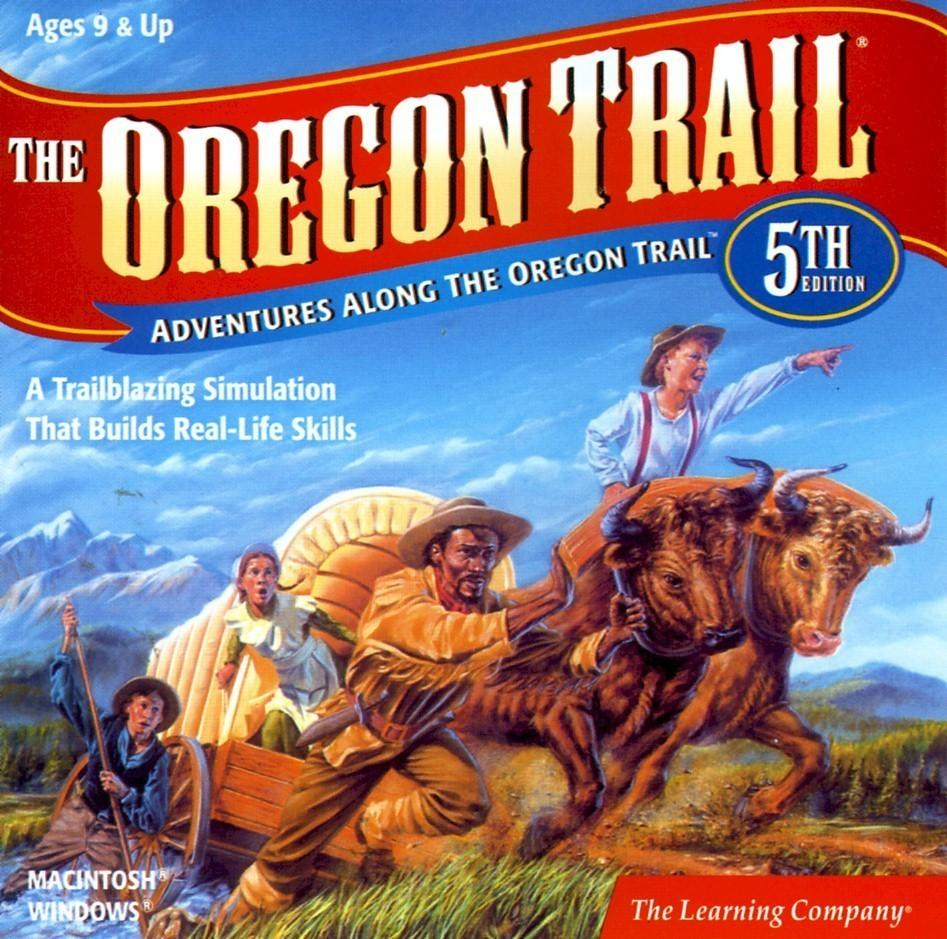 Ages 9 & Up
THE OREGON TRAIL®
ADVENTURES ALONG THE OREGON TRAIL™
5TH
EDITION
A Trailblazing Simulation
That Builds Real-Life Skills
MACINTOSH®
WINDOWS®
The Learning Company®